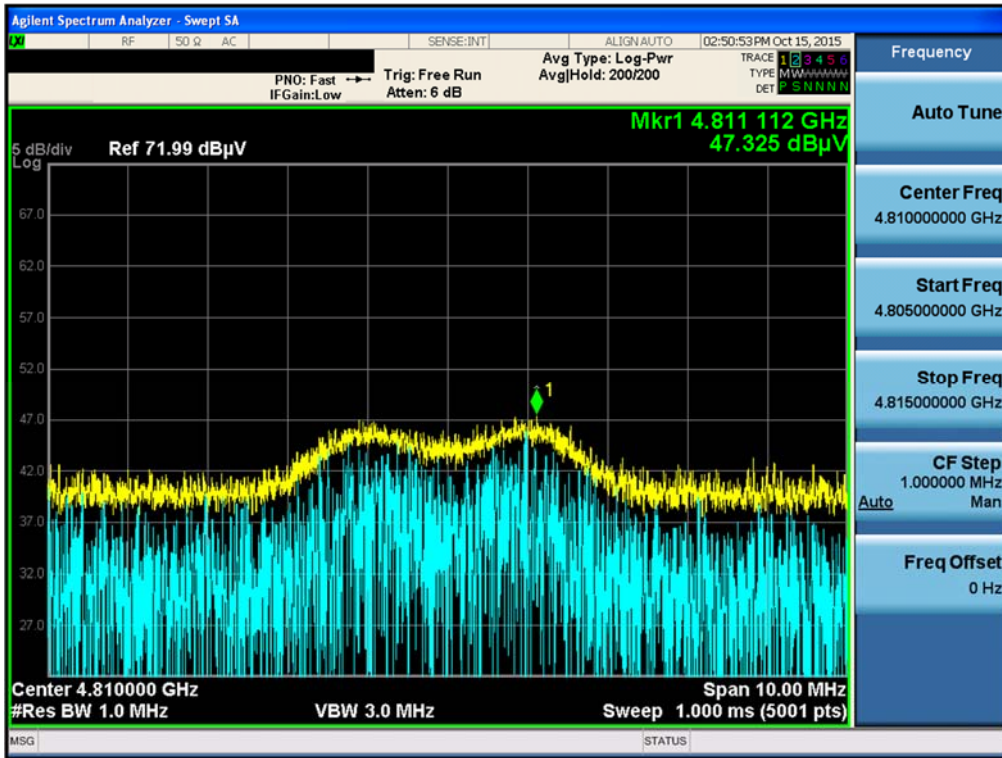 Agilent Spectrum Analyzer - Swept SA
LXI RF 50 Ω AC SENSE:INT ALIGN AUTO 02:50:53 PM Oct 15, 2015
Frequency
PNO: Fast Trig: Free Run Avg Type: Log-Pwr TRACE 1 2 3 4 5 6
IFGain:Low Atten: 6 dB Avg|Hold: 200/200 TYPE M W
DET P S N N N N
Auto Tune
Mkr1 4.811 112 GHz
47.325 dBµV
5 dB/div Ref 71.99 dBµV
Log
67.0
62.0
57.0
52.0
47.0
42.0
37.0
32.0
27.0
1
Center Freq
4.810000000 GHz
Start Freq
4.805000000 GHz
Stop Freq
4.815000000 GHz
CF Step
1.000000 MHz
Auto Man
Freq Offset
0 Hz
Center 4.810000 GHz Span 10.00 MHz
#Res BW 1.0 MHz VBW 3.0 MHz Sweep 1.000 ms (5001 pts)
MSG STATUS